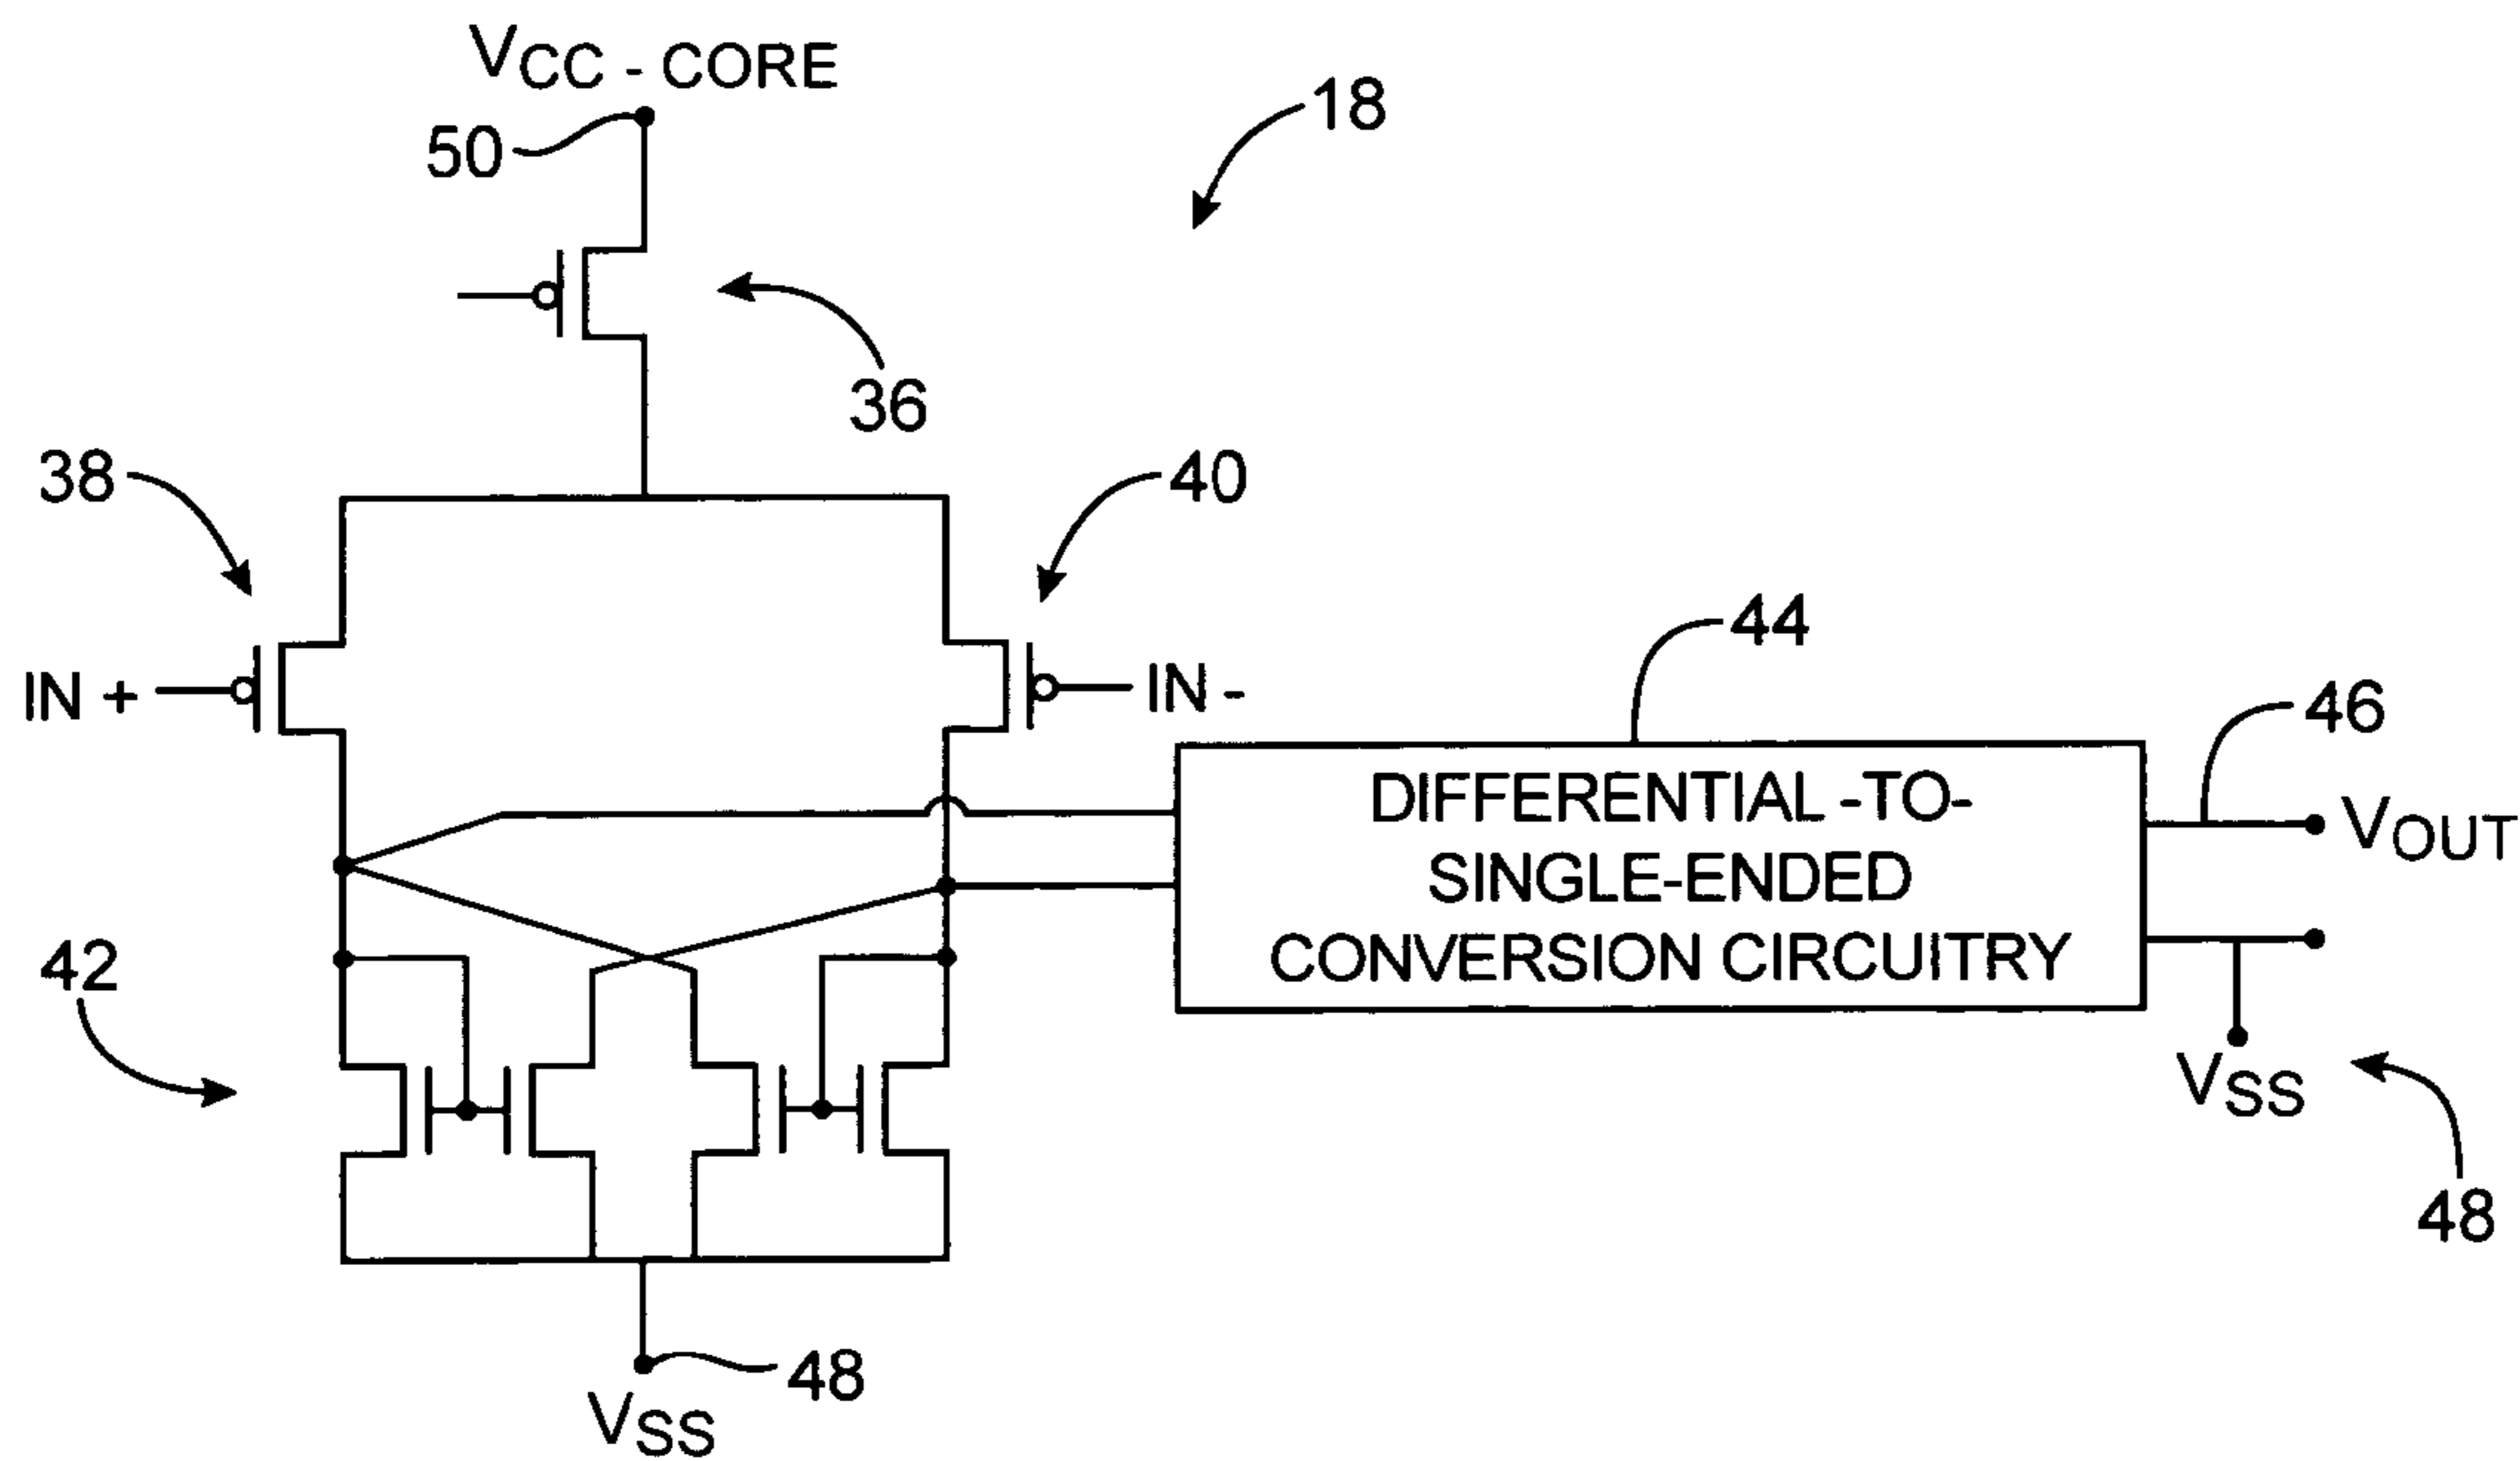 VCC - CORE
50
18
36
38
40
IN +
IN -
44
46
DIFFERENTIAL -TO-
SINGLE-ENDED
CONVERSION CIRCUITRY
VOUT
42
VSS
48
48
VSS